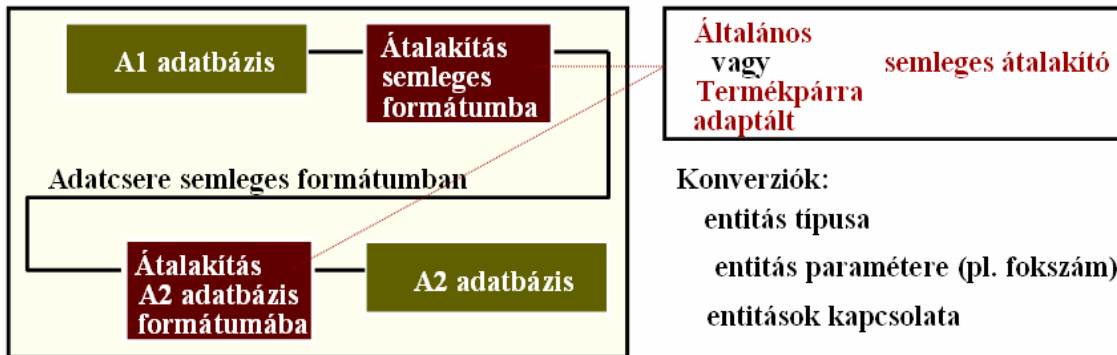 A1 adatbázis
Átalakítás
semleges
formátumba
Adatcsere semleges formátumban
Átalakítás
A2 adatbázis
formátumába
A2 adatbázis
Általános
vagy semleges átalakító
Termékpárra
adaptált
Konverziók:
entitás típusa
entitás paramétere (pl. fokszám)
entitások kapcsolata